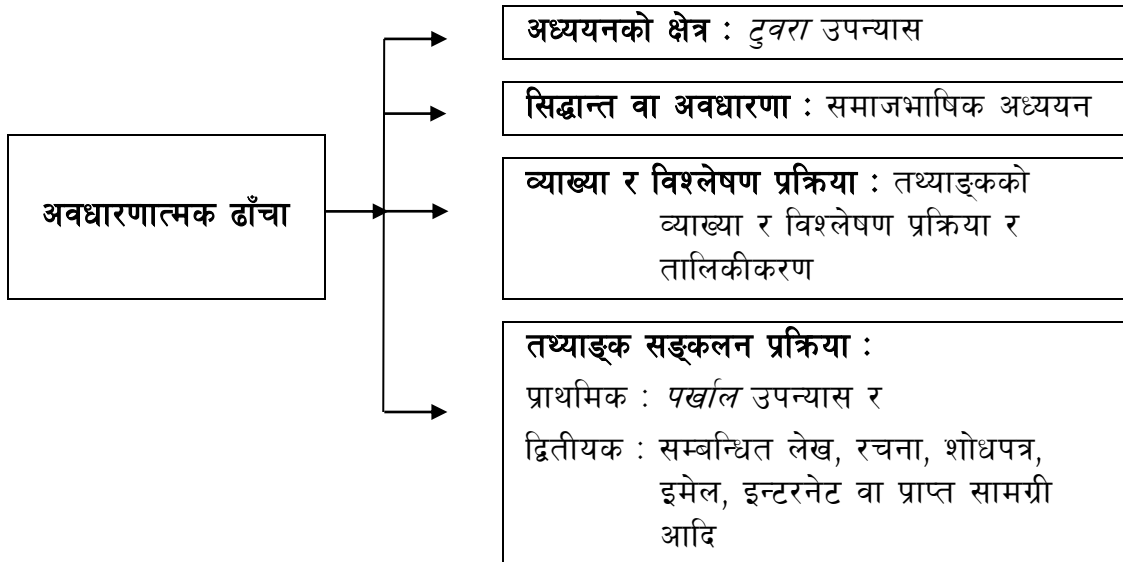 अवधारणात्मक ढाँचा
अध्ययनको क्षेत्र : टुवरा उपन्यास
सिद्धान्त वा अवधारणा : समाजभाषिक अध्ययन
व्याख्या र विश्लेषण प्रक्रिया : तथ्याङ्कको
व्याख्या र विश्लेषण प्रक्रिया र
तालिकीकरण
तथ्याङ्क सङ्कलन प्रक्रिया :
प्राथमिक : पर्खाल उपन्यास र
द्वितीयक : सम्बन्धित लेख, रचना, शोधपत्र,
इमेल, इन्टरनेट वा प्राप्त सामग्री
आदि